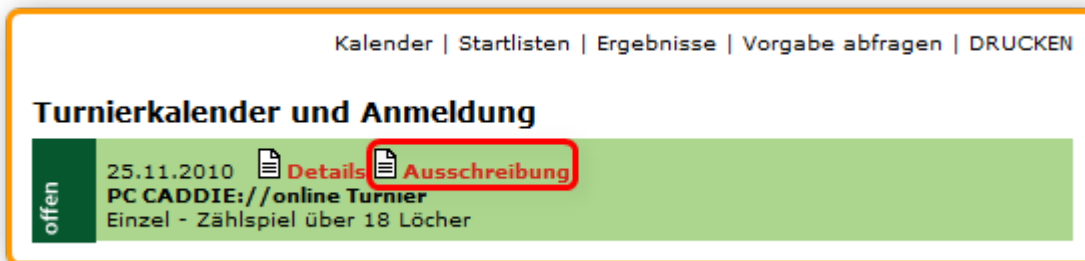 Kalender | Startlisten | Ergebnisse | Vorgabe abfragen | DRUCKEN
Turnierkalender und Anmeldung
offen
25.11.2010 Details Ausschreibung
PC CADDIE://online Turnier
Einzel - Zählspiel über 18 Löcher